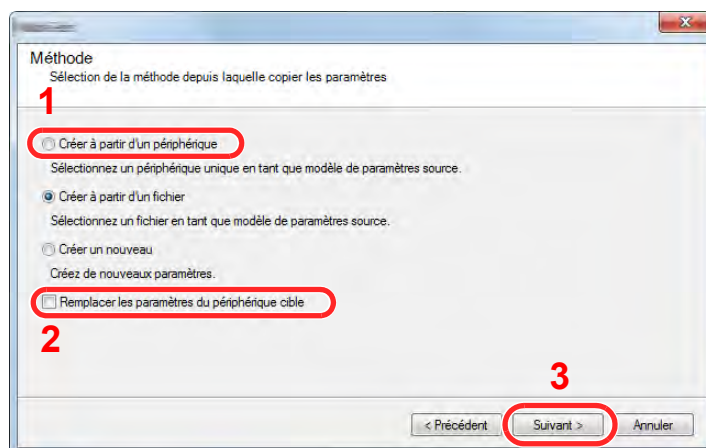 Méthode
Sélection de la méthode depuis laquelle copier les paramètres
1
Créer à partir d'un périphérique
Sélectionnez un périphérique unique en tant que modèle de paramètres source.
Créer à partir d'un fichier
Sélectionnez un fichier en tant que modèle de paramètres source.
Créer un nouveau
Créez de nouveaux paramètres.
Remplacer les paramètres du périphérique cible
2
3
< Précédent Suivant > Annuler